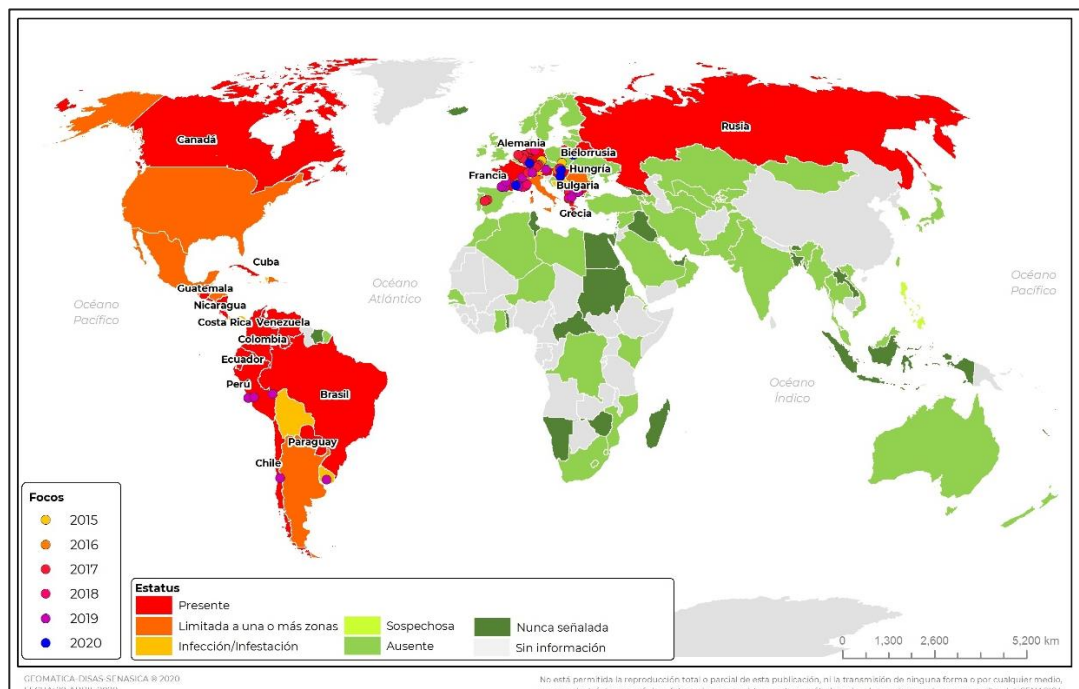 Canadá
Rusia
Alemania
Bielorrusia
Francia
Hungría
Bulgaria
Grecia
Cuba
Guatemala
Nicaragua
Costa Rica
Venezuela
Colombia
Ecuador
Perú
Brasil
Paraguay
Chile
Océano
Pacífico
Océano
Atlántico
Océano
Índico
Océano
Pacífico
Focos
2015
2016
2017
2018
2019
2020
Estatus
Presente
Limitada a una o más zonas
Infección/Infestación
Sospechosa
Ausente
Nunca señalada
Sin información
0 1,300 2,600 5,200 km
GEOMATICA-DISAS-SENASICA ® 2020
No está permitida la reproducción total o parcial de esta publicación, ni la transmisión de ninguna forma o por cualquier medio,